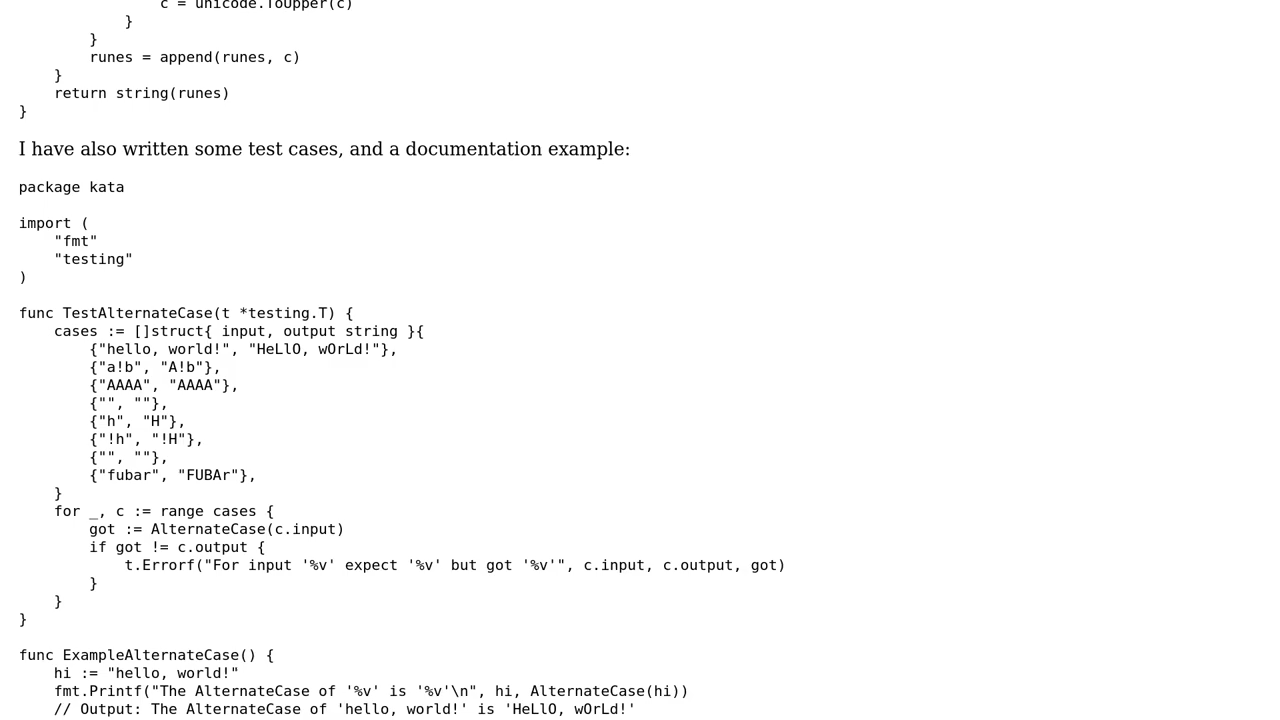 c = unicode.ToUpper(c)
            }
        }
        runes = append(runes, c)
    }
    return string(runes)
}
I have also written some test cases, and a documentation example:
package kata

import (
    "fmt"
    "testing"
)

func TestAlternateCase(t *testing.T) {
    cases := []struct{ input, output string }{
        {"hello, world!", "HeLlO, wOrLd!"},
        {"a!b", "A!b"},
        {"AAAA", "AAAA"},
        {"", ""},
        {"h", "H"},
        {"!h", "!H"},
        {"", ""},
        {"fubar", "FUBAr"},
    }
    for _, c := range cases {
        got := AlternateCase(c.input)
        if got != c.output {
            t.Errorf("For input '%v' expect '%v' but got '%v'", c.input, c.output, got)
        }
    }
}

func ExampleAlternateCase() {
    hi := "hello, world!"
    fmt.Printf("The AlternateCase of '%v' is '%v'\n", hi, AlternateCase(hi))
    // Output: The AlternateCase of 'hello, world!' is 'HeLlO, wOrLd!'